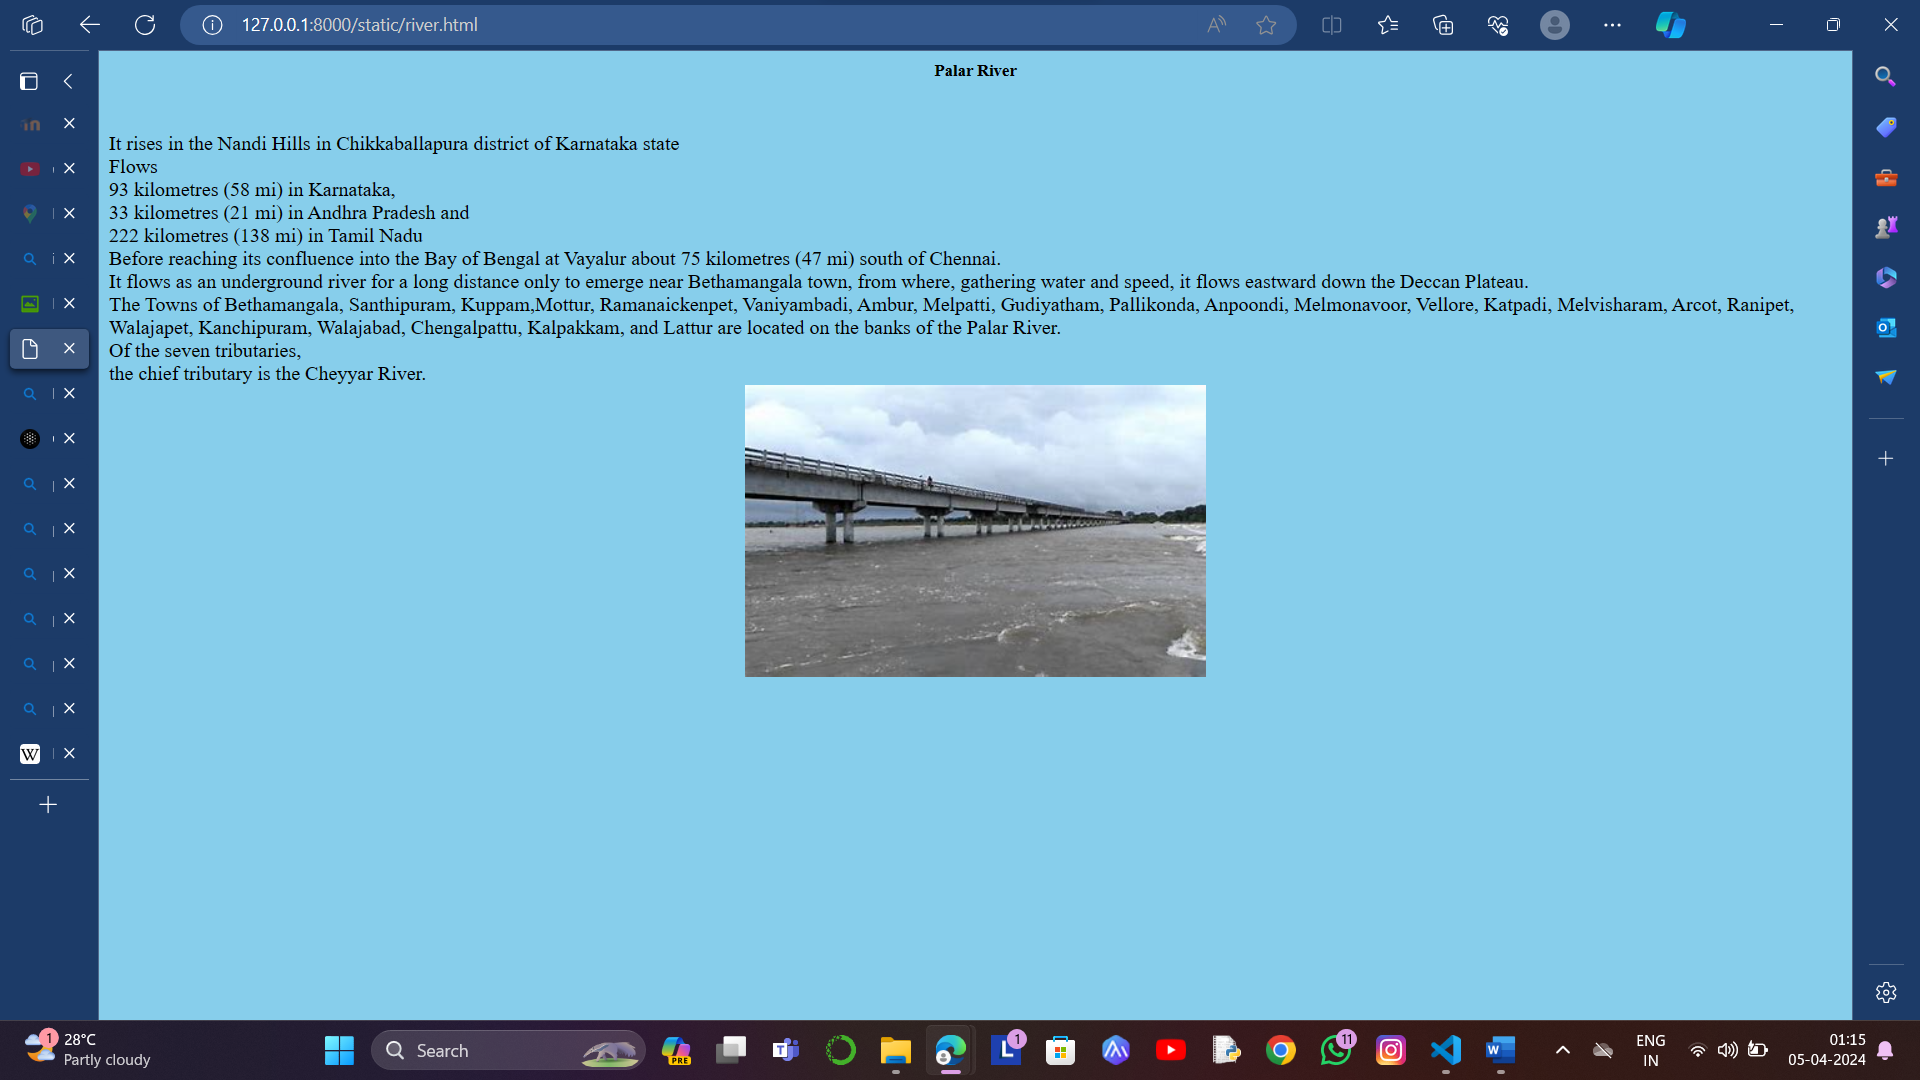 127.0.0.1:8000/static/river.html
Palar River
It rises in the Nandi Hills in Chikkaballapura district of Karnataka state
Flows
93 kilometres (58 mi) in Karnataka,
33 kilometres (21 mi) in Andhra Pradesh and
222 kilometres (138 mi) in Tamil Nadu
Before reaching its confluence into the Bay of Bengal at Vayalur about 75 kilometres (47 mi) south of Chennai.
It flows as an underground river for a long distance only to emerge near Bethamangala town, from where, gathering water and speed, it flows eastward down the Deccan Plateau.
The Towns of Bethamangala, Santhipuram, Kuppam,Mottur, Ramanaickenpet, Vaniyambadi, Ambur, Melpatti, Gudiyatham, Pallikonda, Anpoondi, Melmonavoor, Vellore, Katpadi, Melvisharam, Arcot, Ranipet,
Walajapet, Kanchipuram, Walajabad, Chengalpattu, Kalpakkam, and Lattur are located on the banks of the Palar River.
Of the seven tributaries,
the chief tributary is the Cheyyar River.
W
1
28°C
Partly cloudy
Search
PRE
T
L
1
11
W
ENG
IN
01:15
05-04-2024